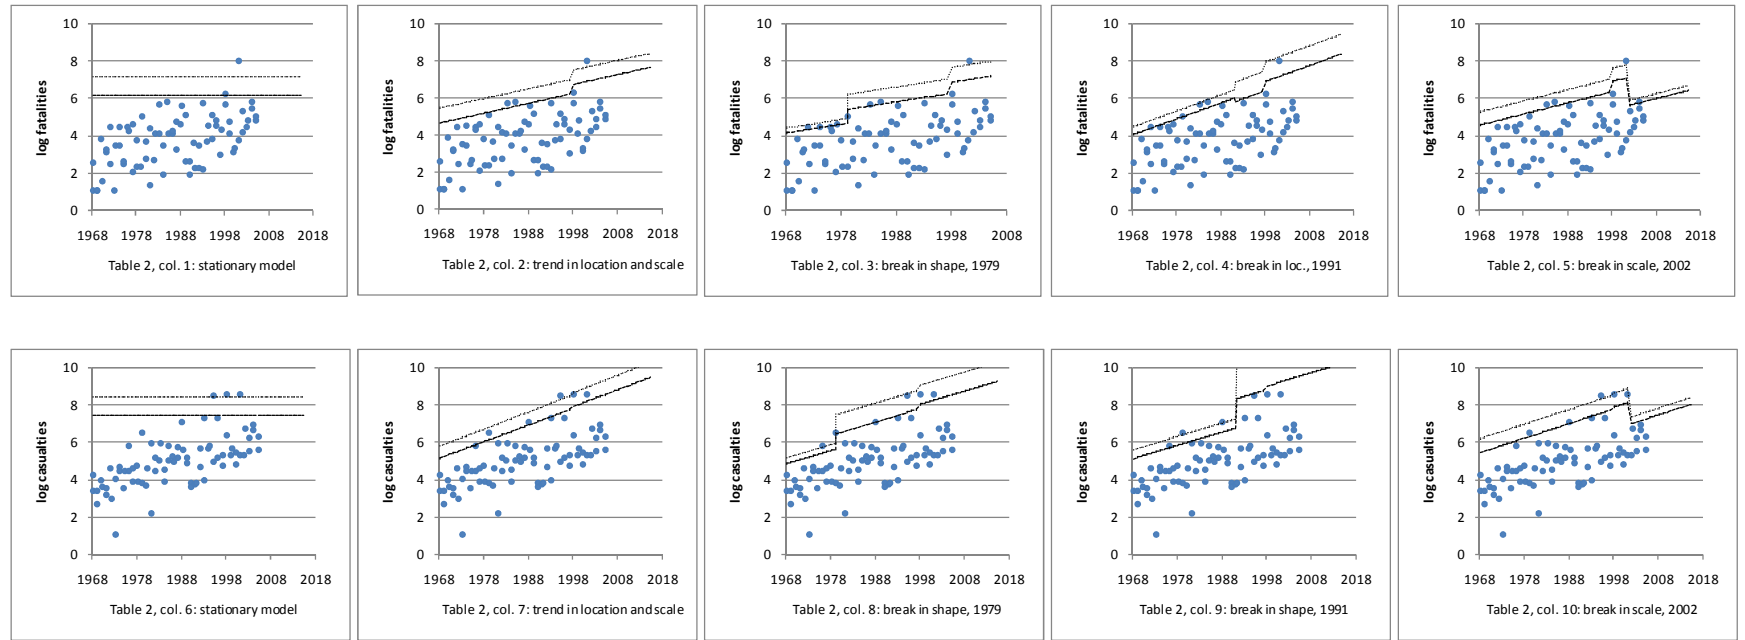 10
8
6
4
2
0
log fatalities
1968 1978 1988 1998 2008 2018
Table 2, col. 1: stationary model
10
8
6
4
2
0
log fatalities
1968 1978 1988 1998 2008 2018
Table 2, col. 2: trend in location and scale
10
8
6
4
2
0
log fatalities
1968 1978 1988 1998 2008
Table 2, col. 3: break in shape, 1979
10
8
6
4
2
0
log fatalities
1968 1978 1988 1998 2008 2018
Table 2, col. 4: break in loc., 1991
10
8
6
4
2
0
log fatalities
1968 1978 1988 1998 2008 2018
Table 2, col. 5: break in scale, 2002
10
8
6
4
2
0
log casualties
1968 1978 1988 1998 2008 2018
Table 2, col. 6: stationary model
10
8
6
4
2
0
log casualties
1968 1978 1988 1998 2008 2018
Table 2, col. 7: trend in location and scale
10
8
6
4
2
0
log casualties
1968 1978 1988 1998 2008 2018
Table 2, col. 8: break in shape, 1979
10
8
6
4
2
0
log casualties
1968 1978 1988 1998 2008 2018
Table 2, col. 9: break in shape, 1991
10
8
6
4
2
0
log casualties
1968 1978 1988 1998 2008 2018
Table 2, col. 10: break in scale, 2002